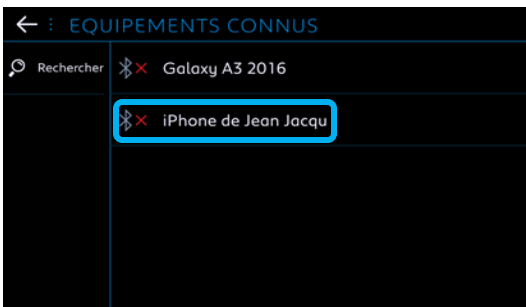 EQUIPEMENTS CONNUS
Rechercher
Galaxy A3 2016
iPhone de Jean Jacqu